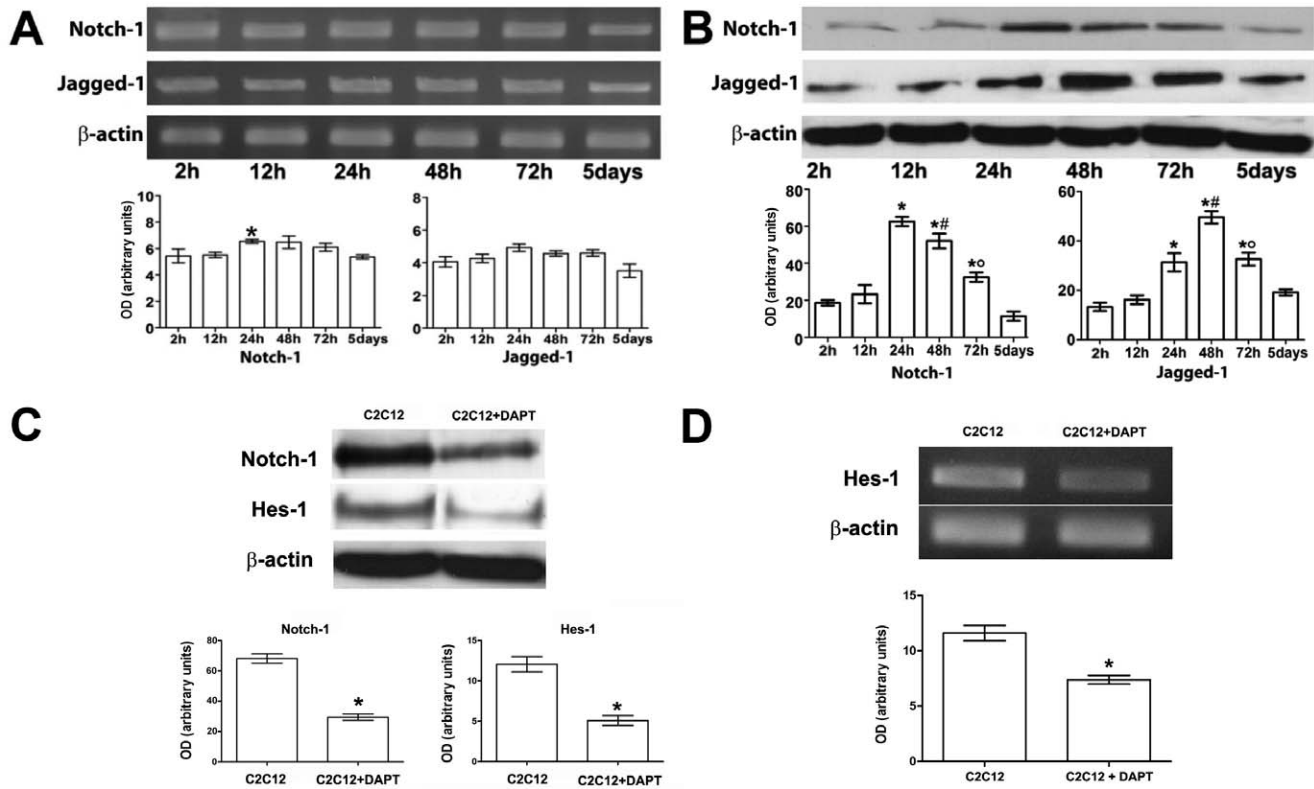 A
Notch-1
Jagged-1
β-actin
2h 12h 24h 48h 72h 5days
OD (arbitrary units)
10
8
6
4
2
0
*
2h 12h 24h 48h 72h 5days
Notch-1
8
6
4
2
0
2h 12h 24h 48h 72h 5days
Jagged-1
B
Notch-1
Jagged-1
β-actin
2h 12h 24h 48h 72h 5days
OD (arbitrary units)
80
60
40
20
0
* *# *o
2h 12h 24h 48h 72h 5days
Notch-1
60
40
20
0
* *# *o
2h 12h 24h 48h 72h 5days
Jagged-1
C
C2C12 C2C12+DAPT
Notch-1
Hes-1
β-actin
Notch-1
OD (arbitrary units)
80
60
40
20
0
*
C2C12 C2C12+DAPT
Hes-1
OD (arbitrary units)
15
10
5
0
*
C2C12 C2C12+DAPT
D
C2C12 C2C12+DAPT
Hes-1
β-actin
OD (arbitrary units)
15
10
5
0
*
C2C12 C2C12 + DAPT